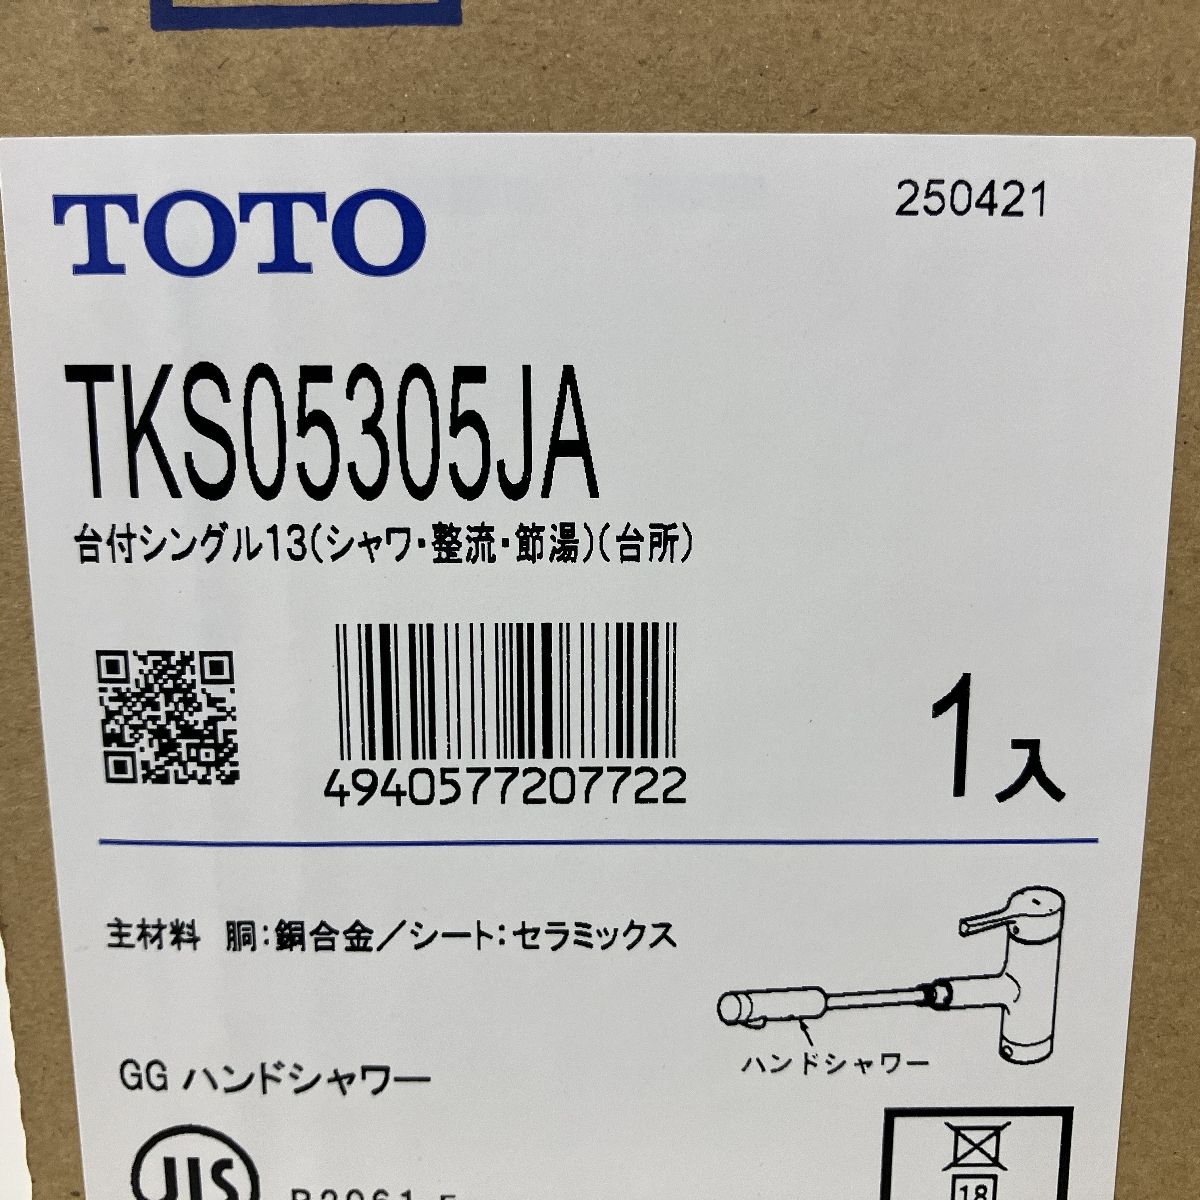 TOTO
250421
TKS05305JA
台付シングル13(シャワ・整流・節湯)(台所)
4940577207722
1入
主材料 胴:銅合金/シート:セラミックス
ハンドシャワー
GG ハンドシャワー
JIS
18